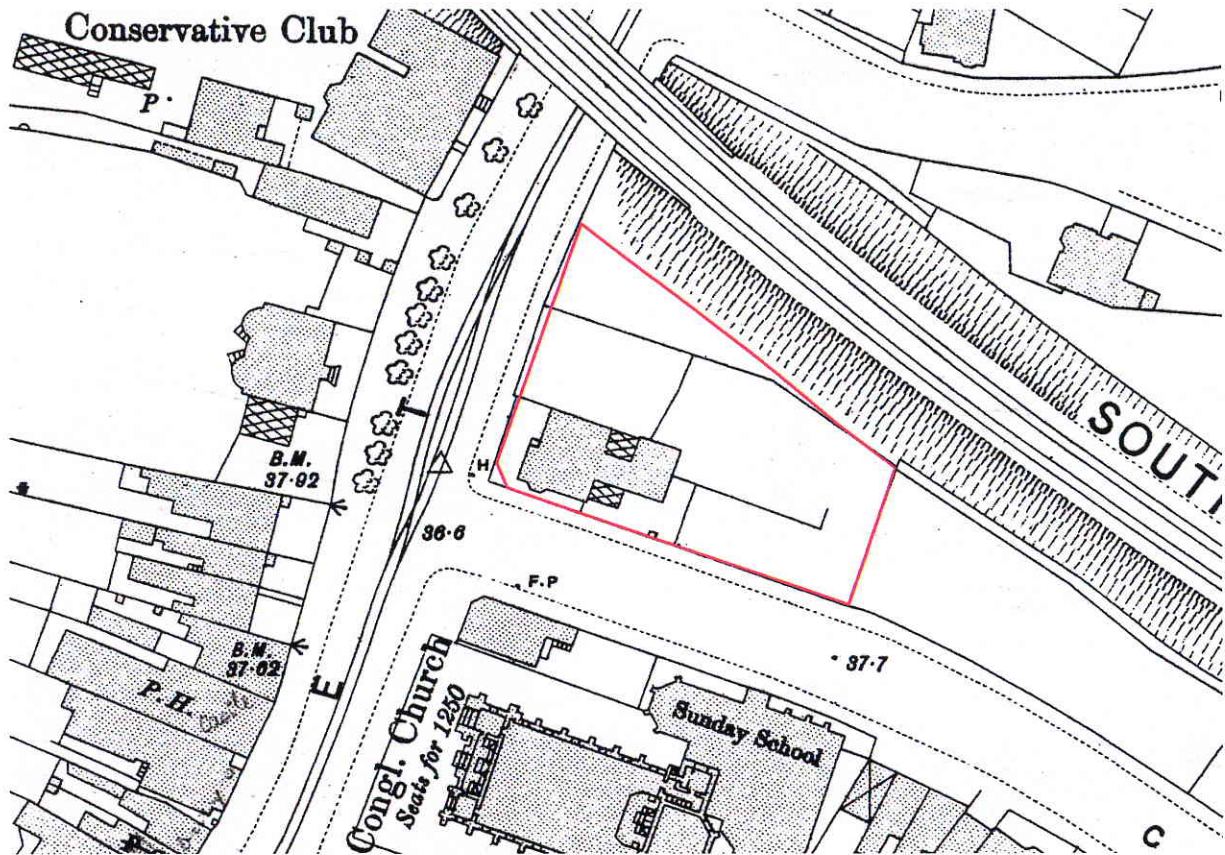 Conservative Club
P
SOUTH
T
B.M.
37·92
H
36·6
F.P
B.M.
37·62
37·7
P. H.
E
Congl. Church
Seats for 1250
Sunday School
C